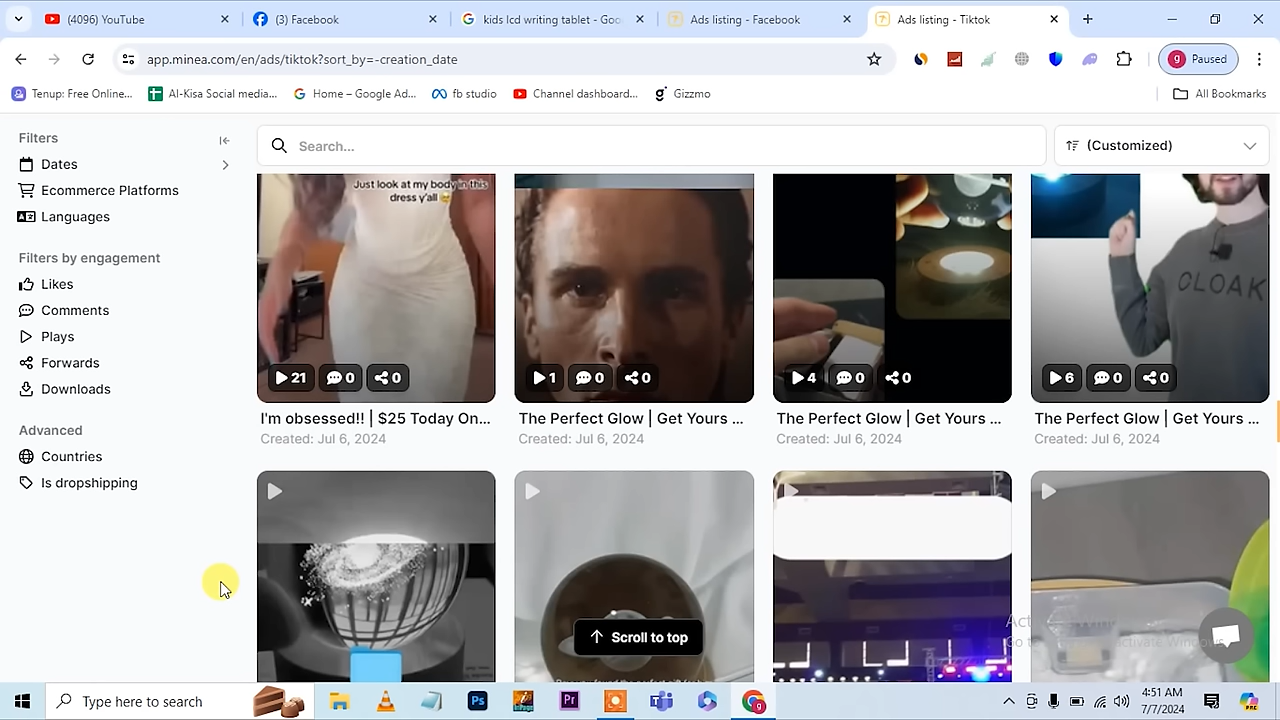 (4096) YouTube
(3) Facebook
kids lcd writing tablet - Goo
Ads listing - Facebook
Ads listing - Tiktok
app.minea.com/en/ads/tiktok?sort_by=-creation_date
g Paused
Tenup: Free Online...
Al-Kisa Social media...
Home – Google Ad...
fb studio
Channel dashboard...
Gizzmo
All Bookmarks
Filters
Dates
Ecommerce Platforms
Languages
Filters by engagement
Likes
Comments
Plays
Forwards
Downloads
Advanced
Countries
Is dropshipping
Search...
(Customized)
Just look at my body in this
dress y'all
CLOAK
21 0 0
1 0 0
4 0 0
6 0 0
I'm obsessed!! | $25 Today On...
The Perfect Glow | Get Yours ...
The Perfect Glow | Get Yours ...
The Perfect Glow | Get Yours ...
Created: Jul 6, 2024
Created: Jul 6, 2024
Created: Jul 6, 2024
Created: Jul 6, 2024
Scroll to top
Type here to search
Ps
Pr
4:51 AM
7/7/2024